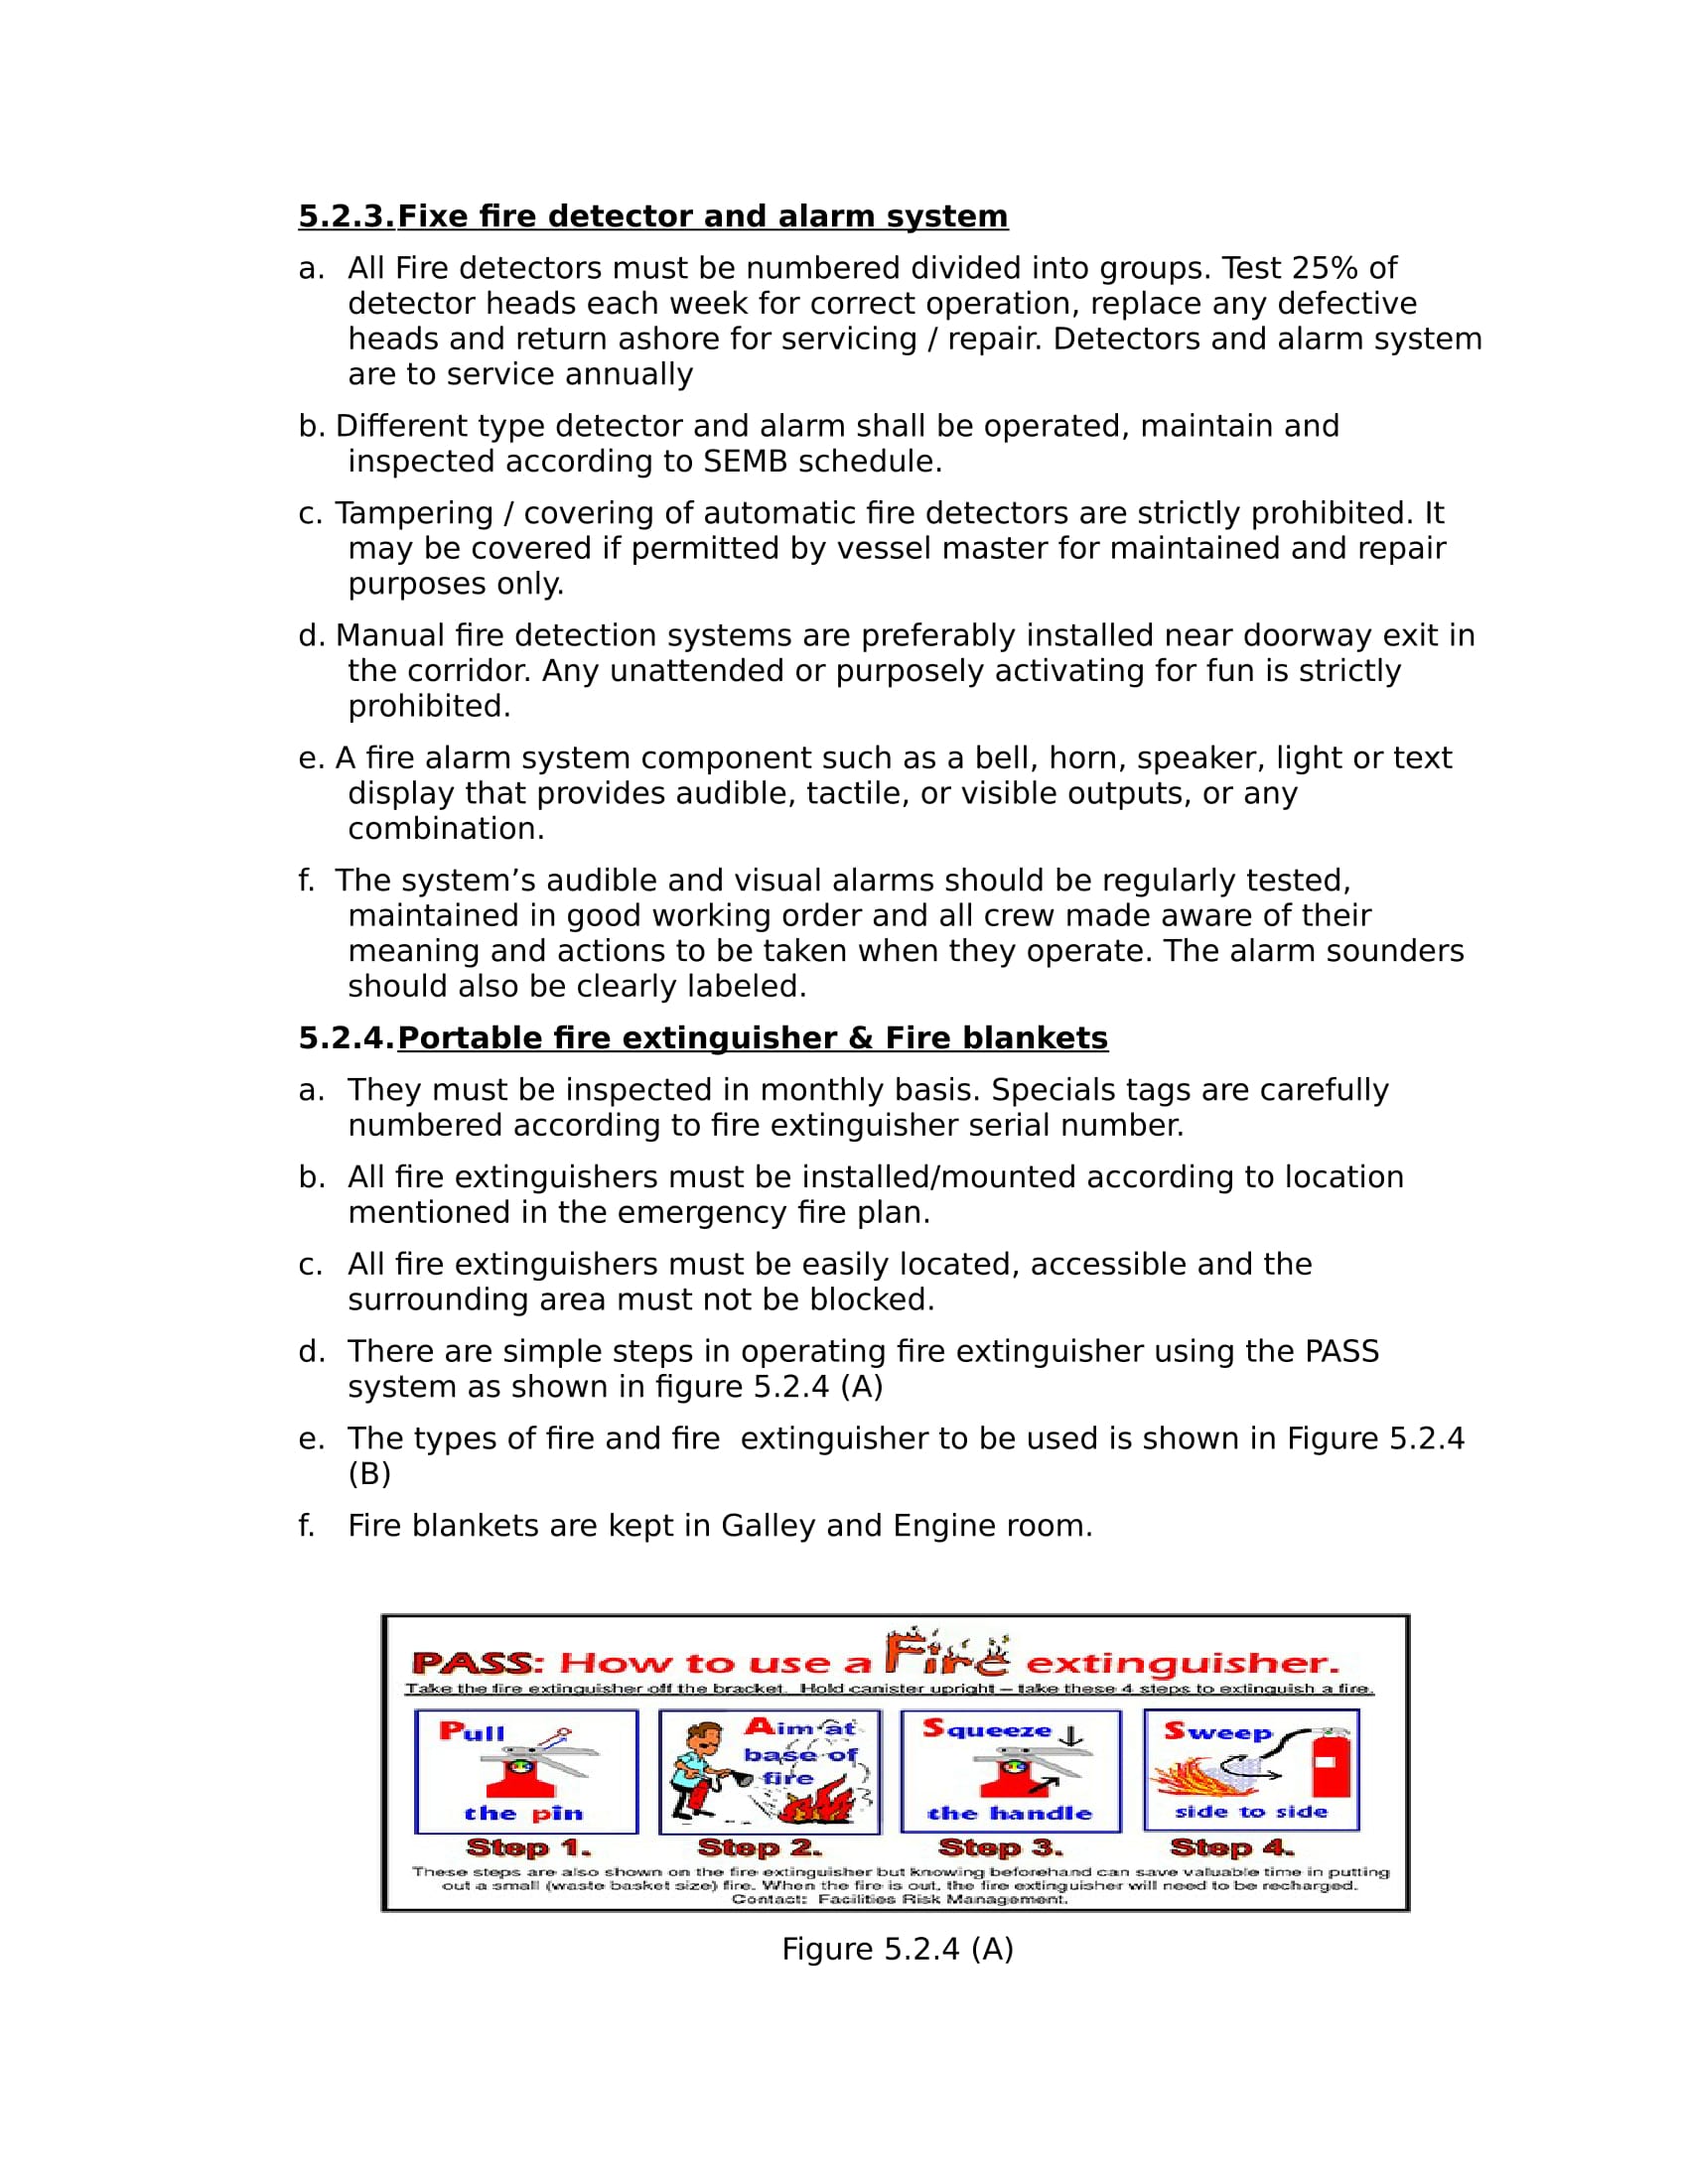 5.2.3.Fixe fire detector and alarm system
a. All Fire detectors must be numbered divided into groups. Test 25% of
detector heads each week for correct operation, replace any defective
heads and return ashore for servicing / repair. Detectors and alarm system
are to service annually
b. Different type detector and alarm shall be operated, maintain and
inspected according to SEMB schedule.
c. Tampering / covering of automatic fire detectors are strictly prohibited. It
may be covered if permitted by vessel master for maintained and repair
purposes only.
d. Manual fire detection systems are preferably installed near doorway exit in
the corridor. Any unattended or purposely activating for fun is strictly
prohibited.
e. A fire alarm system component such as a bell, horn, speaker, light or text
display that provides audible, tactile, or visible outputs, or any
combination.
f. The system’s audible and visual alarms should be regularly tested,
maintained in good working order and all crew made aware of their
meaning and actions to be taken when they operate. The alarm sounders
should also be clearly labeled.
5.2.4.Portable fire extinguisher & Fire blankets
a. They must be inspected in monthly basis. Specials tags are carefully
numbered according to fire extinguisher serial number.
b. All fire extinguishers must be installed/mounted according to location
mentioned in the emergency fire plan.
c. All fire extinguishers must be easily located, accessible and the
surrounding area must not be blocked.
d. There are simple steps in operating fire extinguisher using the PASS
system as shown in figure 5.2.4 (A)
e. The types of fire and fire  extinguisher to be used is shown in Figure 5.2.4
(B)
f. Fire blankets are kept in Galley and Engine room.
PASS: How to use a Fire extinguisher.
Take the fire extinguisher off the bracket. Hold canister upright – take these 4 steps to extinguish a fire.
Pull
the pin
Step 1.
Aim at
base of
fire
Step 2.
Squeeze
the handle
Step 3.
Sweep
side to side
Step 4.
These steps are also shown on the fire extinguisher but knowing beforehand can save valuable time in putting
out a small (waste basket size) fire. When the fire is out, the fire extinguisher will need to be recharged.
Contact: Facilities Risk Management.
Figure 5.2.4 (A)